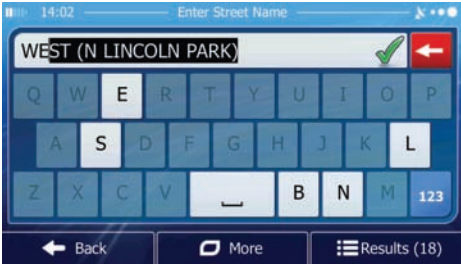 14:02 Enter Street Name
WEST (N LINCOLN PARK)
Q W E R T Y U I O P
A S D F G H J K L
Z X C V B N M 123
Back More Results (18)